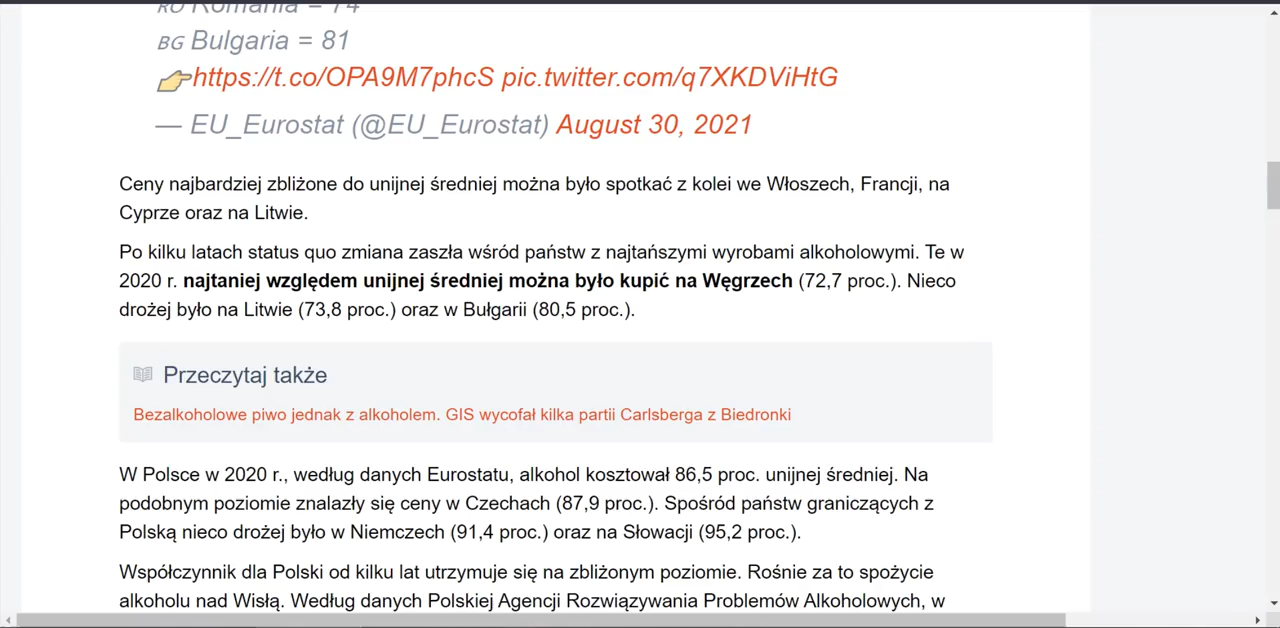 RO Romania = 74
BG Bulgaria = 81
👉https://t.co/OPA9M7phcS pic.twitter.com/q7XKDViHtG
— EU_Eurostat (@EU_Eurostat) August 30, 2021
Ceny najbardziej zbliżone do unijnej średniej można było spotkać z kolei we Włoszech, Francji, na
Cyprze oraz na Litwie.
Po kilku latach status quo zmiana zaszła wśród państw z najtańszymi wyrobami alkoholowymi. Te w
2020 r. najtaniej względem unijnej średniej można było kupić na Węgrzech (72,7 proc.). Nieco
drożej było na Litwie (73,8 proc.) oraz w Bułgarii (80,5 proc.).
Przeczytaj także
Bezalkoholowe piwo jednak z alkoholem. GIS wycofał kilka partii Carlsberga z Biedronki
W Polsce w 2020 r., według danych Eurostatu, alkohol kosztował 86,5 proc. unijnej średniej. Na
podobnym poziomie znalazły się ceny w Czechach (87,9 proc.). Spośród państw graniczących z
Polską nieco drożej było w Niemczech (91,4 proc.) oraz na Słowacji (95,2 proc.).
Współczynnik dla Polski od kilku lat utrzymuje się na zbliżonym poziomie. Rośnie za to spożycie
alkoholu nad Wisłą. Według danych Polskiej Agencji Rozwiązywania Problemów Alkoholowych, w